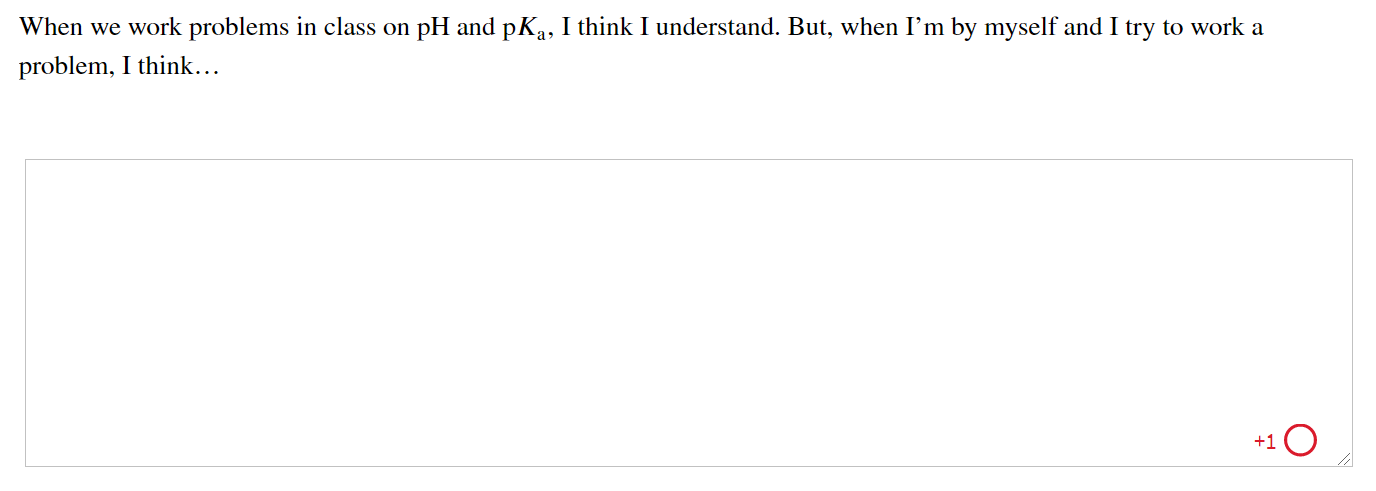 When we work problems in class on pH and pKₐ, I think I understand. But, when I’m by myself and I try to work a
problem, I think…
+1